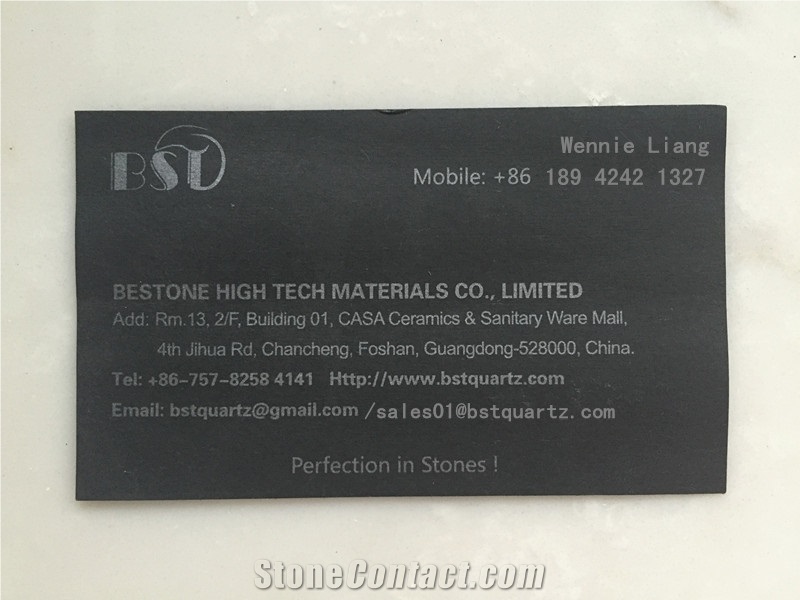 BST
Wennie Liang
Mobile: +86 189 4242 1327
BESTONE HIGH TECH MATERIALS CO., LIMITED
Add: Rm.13, 2/F, Building 01, CASA Ceramics & Sanitary Ware Mall,
4th Jihua Rd, Chancheng, Foshan, Guangdong-528000, China.
Tel: +86-757-8258 4141 Http://www.bstquartz.com
Email: bstquartz@gmail.com /sales01@bstquartz.com
Perfection in Stones !
StoneContact.com